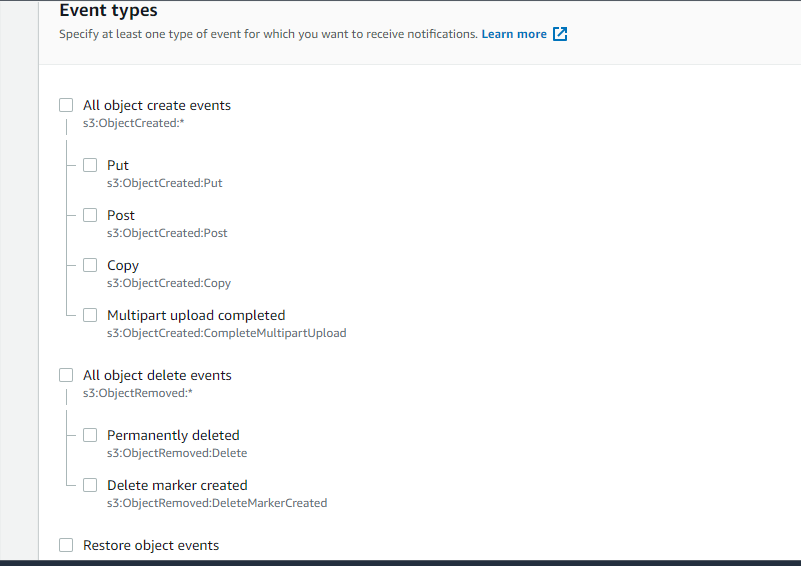 Event types
Specify at least one type of event for which you want to receive notifications. Learn more
All object create events
s3:ObjectCreated:*
Put
s3:ObjectCreated:Put
Post
s3:ObjectCreated:Post
Copy
s3:ObjectCreated:Copy
Multipart upload completed
s3:ObjectCreated:CompleteMultipartUpload
All object delete events
s3:ObjectRemoved:*
Permanently deleted
s3:ObjectRemoved:Delete
Delete marker created
s3:ObjectRemoved:DeleteMarkerCreated
Restore object events